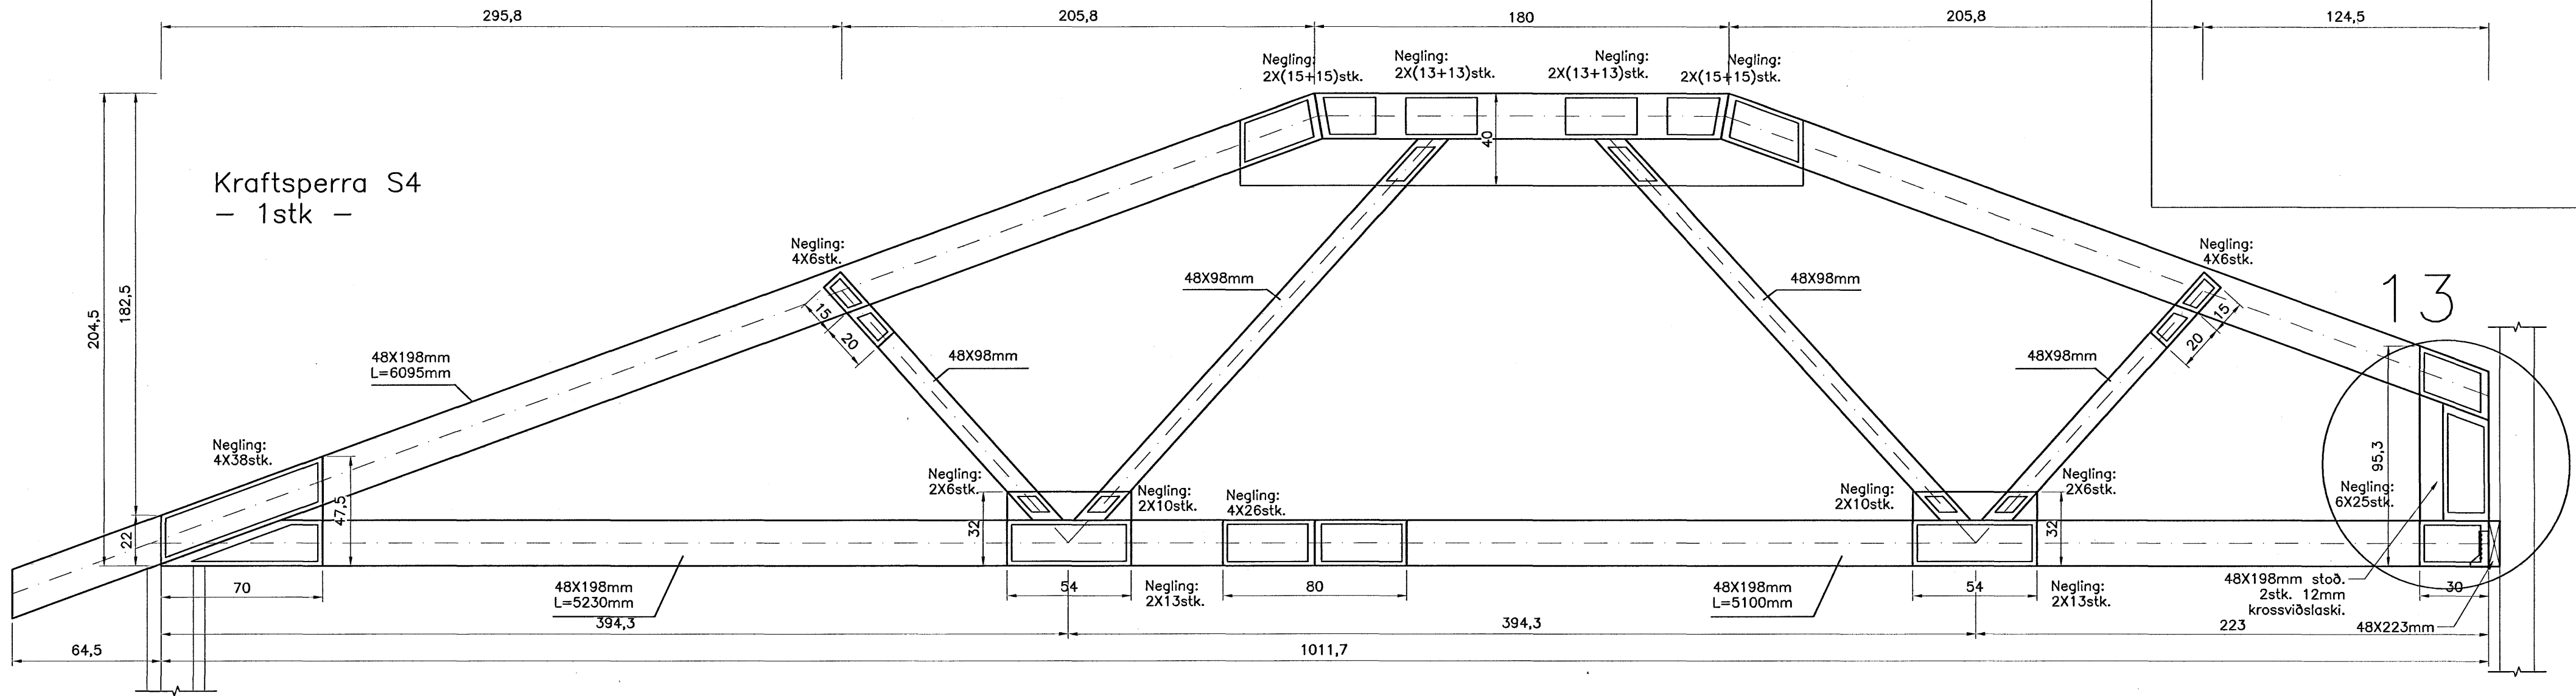 295,8
205,8
180
205,8
124,5
Negling:
2X(15+15)stk.
Negling:
2X(13+13)stk.
Negling:
2X(13+13)stk.
Negling:
2X(15+15)stk.
40
Kraftsperra S4
- 1stk -
204,5
182,5
Negling:
4X6stk.
15
20
48X98mm
48X98mm
Negling:
4X6stk.
15
20
13
48X198mm
L=6095mm
48X98mm
48X98mm
Negling:
4X38stk.
47,5
22
Negling:
2X6stk.
32
Negling:
2X10stk.
Negling:
4X26stk.
Negling:
2X10stk.
Negling:
2X6stk.
32
95,3
Negling:
6X25stk.
70
48X198mm
L=5230mm
54
Negling:
2X13stk.
80
48X198mm
L=5100mm
54
Negling:
2X13stk.
48X198mm stoð.
2stk. 12mm
krossviðslaski.
30
48X223mm
394,3
394,3
223
64,5
1011,7